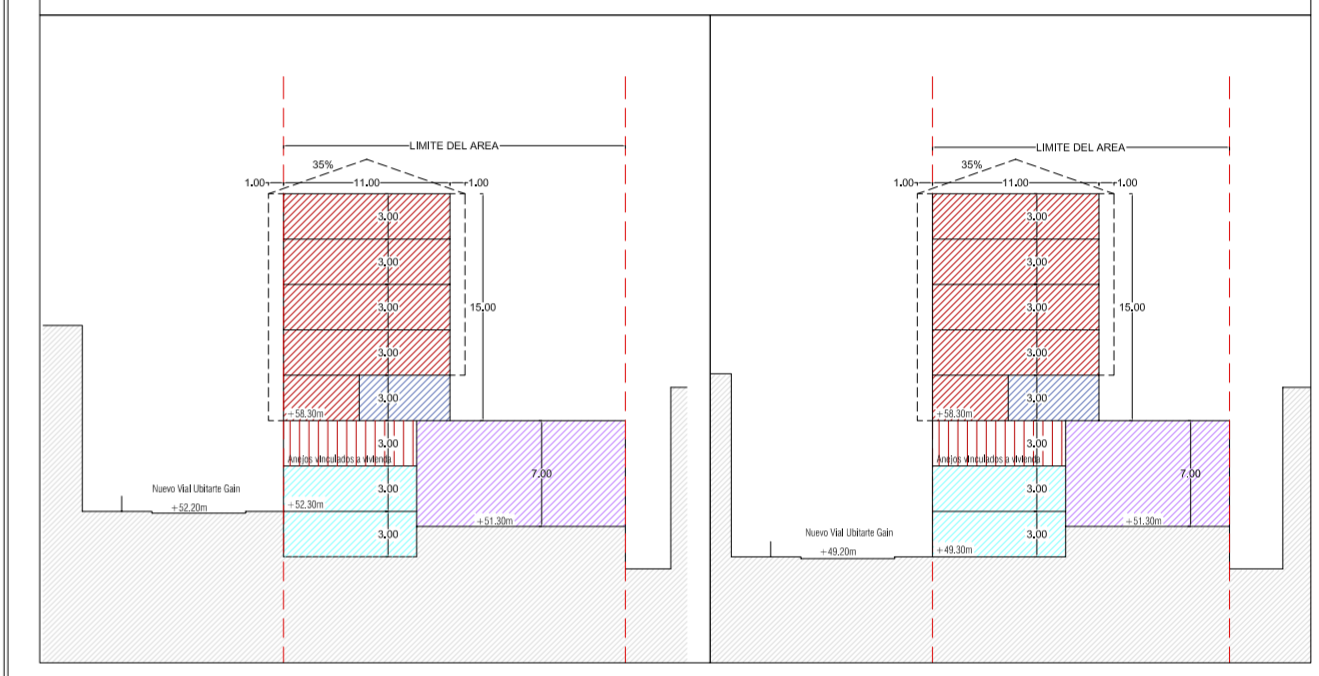 LIMITE DEL AREA
35%
1.00
11.00
1.00
3.00
3.00
3.00
15.00
3.00
3.00
+58.30m
3.00
Anejos vinculados a vivienda
7.00
Nuevo Vial Ubitarte Gain
3.00
+52.20m
+52.30m
+51.30m
3.00
LIMITE DEL AREA
35%
1.00
11.00
1.00
3.00
3.00
3.00
15.00
3.00
3.00
+58.30m
3.00
Anejos vinculados a vivienda
7.00
3.00
+51.30m
Nuevo Vial Ubitarte Gain
3.00
+49.20m
+49.30m